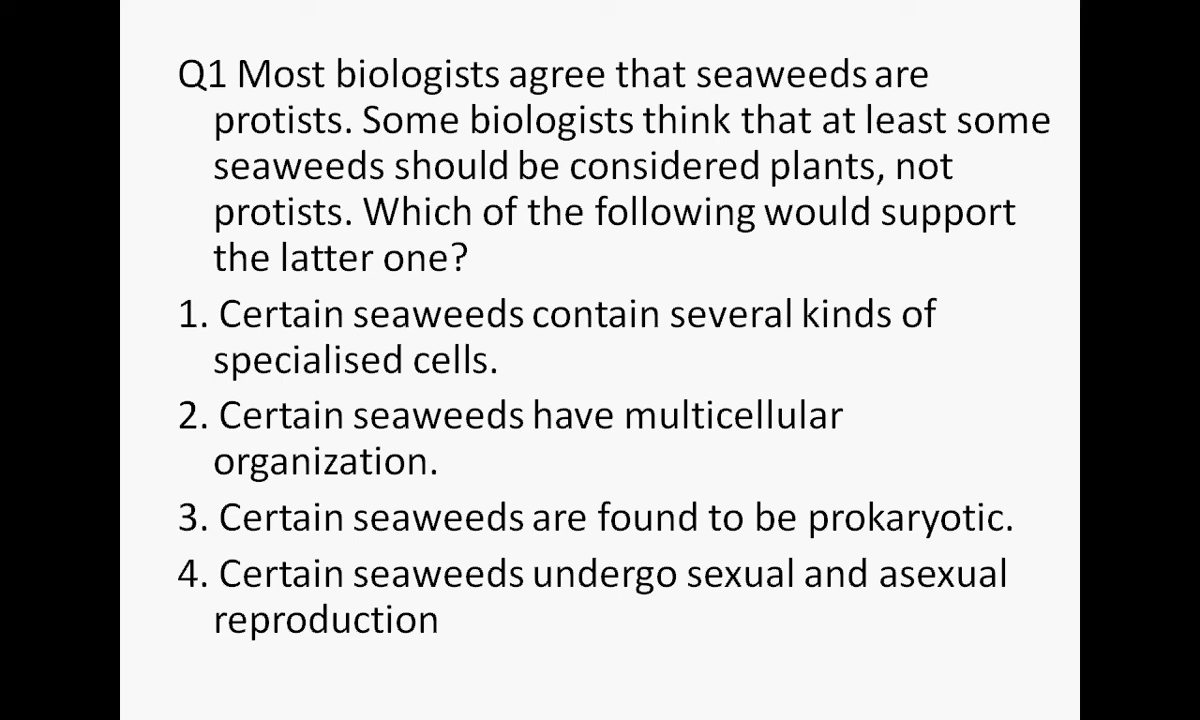 Q1 Most biologists agree that seaweeds are
protists. Some biologists think that at least some
seaweeds should be considered plants, not
protists. Which of the following would support
the latter one?
1. Certain seaweeds contain several kinds of
specialised cells.
2. Certain seaweeds have multicellular
organization.
3. Certain seaweeds are found to be prokaryotic.
4. Certain seaweeds undergo sexual and asexual
reproduction